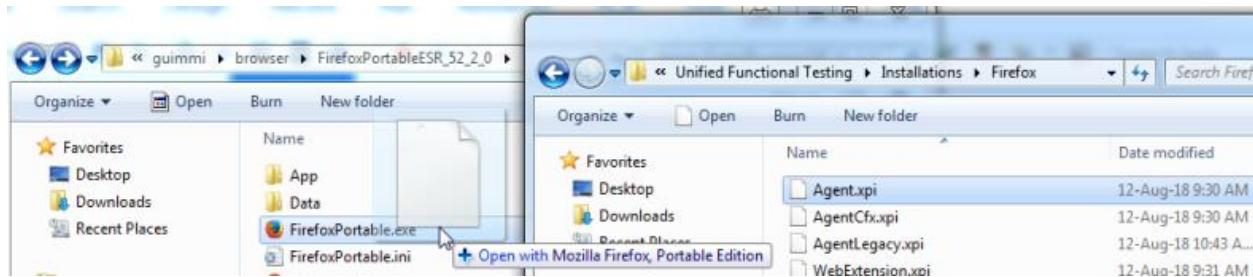 « guimmi ▸ browser ▸ FirefoxPortableESR_52_2_0 ▸
Organize ▾ Open Burn New folder
Name
Favorites
Desktop
Downloads
Recent Places
App
Data
FirefoxPortable.exe
FirefoxPortable.ini
+ Open with Mozilla Firefox, Portable Edition
« Unified Functional Testing ▸ Installations ▸ Firefox
Search Firef
Organize ▾ Open Burn New folder
Name Date modified
Favorites
Desktop
Downloads
Recent Places
Agent.xpi 12-Aug-18 9:30 AM
AgentCfx.xpi 12-Aug-18 9:30 AM
AgentLegacy.xpi 12-Aug-18 10:43 A...
WebExtension.xpi 12-Aug-18 9:31 AM